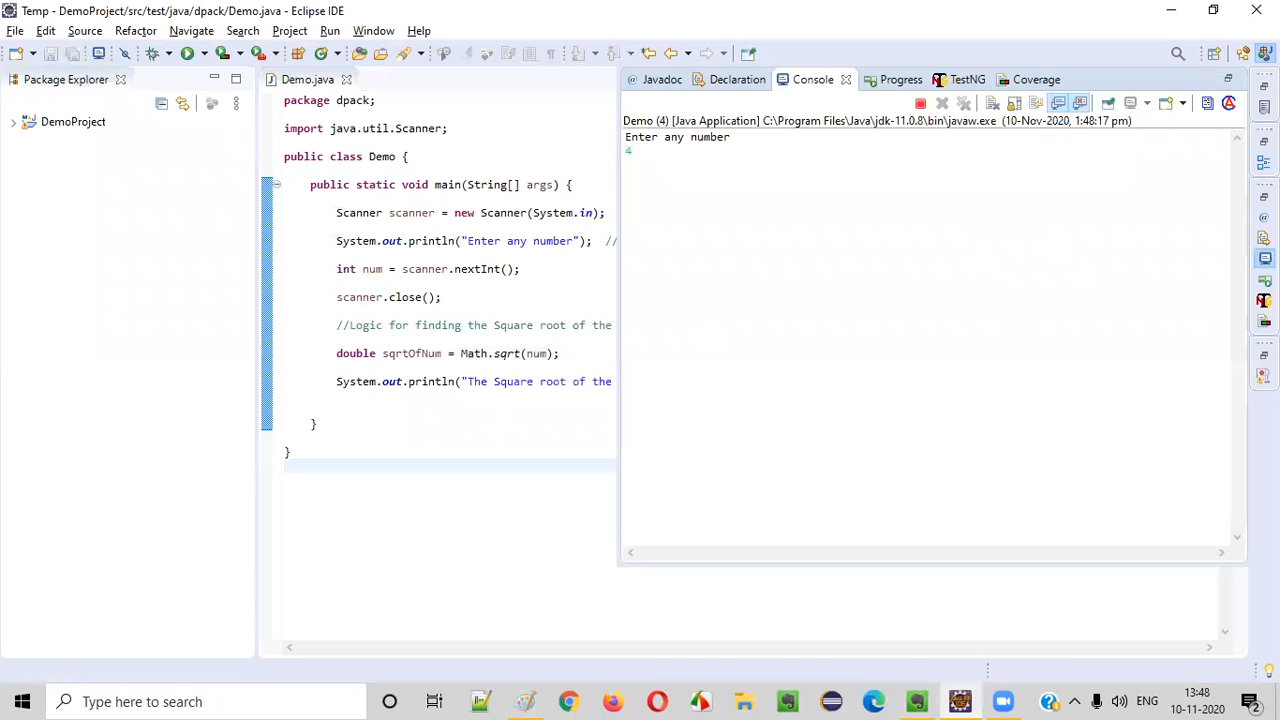 Temp - DemoProject/src/test/java/dpack/Demo.java - Eclipse IDE
File Edit Source Refactor Navigate Search Project Run Window Help
Package Explorer
Demo.java
@ Javadoc Declaration Console Progress TestNG Coverage
DemoProject
package dpack;
import java.util.Scanner;
public class Demo {
public static void main(String[] args) {
Scanner scanner = new Scanner(System.in);
System.out.println("Enter any number"); //
int num = scanner.nextInt();
scanner.close();
//Logic for finding the Square root of the
double sqrtOfNum = Math.sqrt(num);
System.out.println("The Square root of the
}
}
Demo (4) [Java Application] C:\Program Files\Java\jdk-11.0.8\bin\javaw.exe (10-Nov-2020, 1:48:17 pm)
Enter any number
4
Type here to search
ENG
13:48
10-11-2020
2